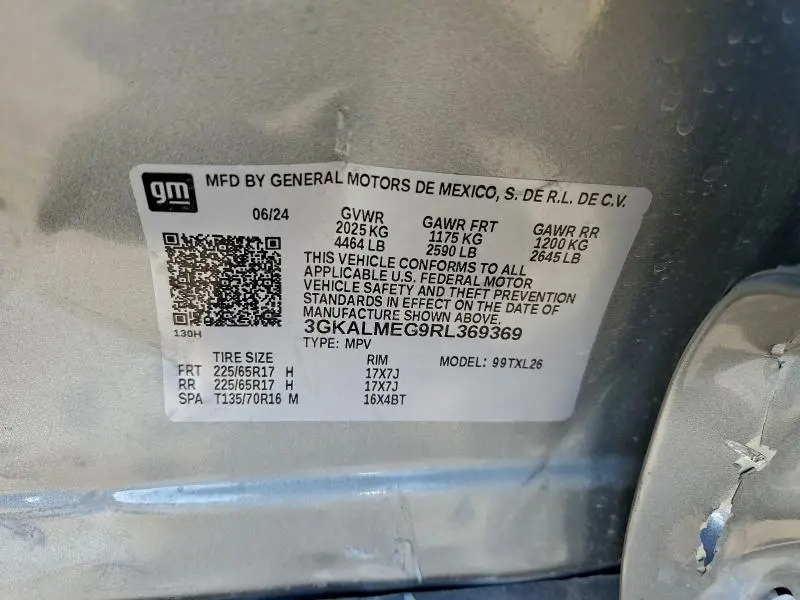 gm MFD BY GENERAL MOTORS DE MEXICO, S. DE R.L. DE C.V.
06/24 GVWR GAWR FRT GAWR RR
2025 KG 1175 KG 1200 KG
4464 LB 2590 LB 2645 LB
THIS VEHICLE CONFORMS TO ALL
APPLICABLE U.S. FEDERAL MOTOR
VEHICLE SAFETY AND THEFT PREVENTION
STANDARDS IN EFFECT ON THE DATE OF
MANUFACTURE SHOWN ABOVE.
130H
3GKALMEG9RL369369
TYPE: MPV MODEL: 99TXL26
TIRE SIZE RIM
FRT 225/65R17 H 17X7J
RR 225/65R17 H 17X7J
SPA T135/70R16 M 16X4BT